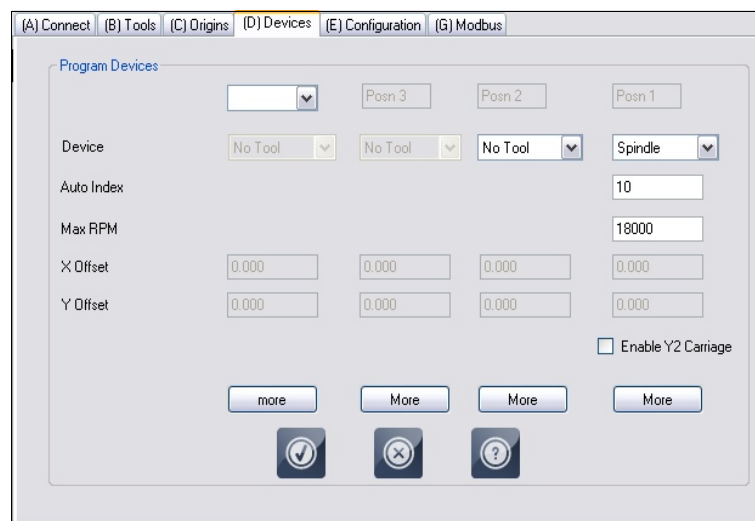 (A) Connect (B) Tools (C) Origins (D) Devices (E) Configuration (G) Modbus
Program Devices
Posn 3 Posn 2 Posn 1
Device No Tool No Tool No Tool Spindle
Auto Index 10
Max RPM 18000
X Offset 0.000 0.000 0.000 0.000
Y Offset 0.000 0.000 0.000 0.000
Enable Y2 Carriage
more More More More
?